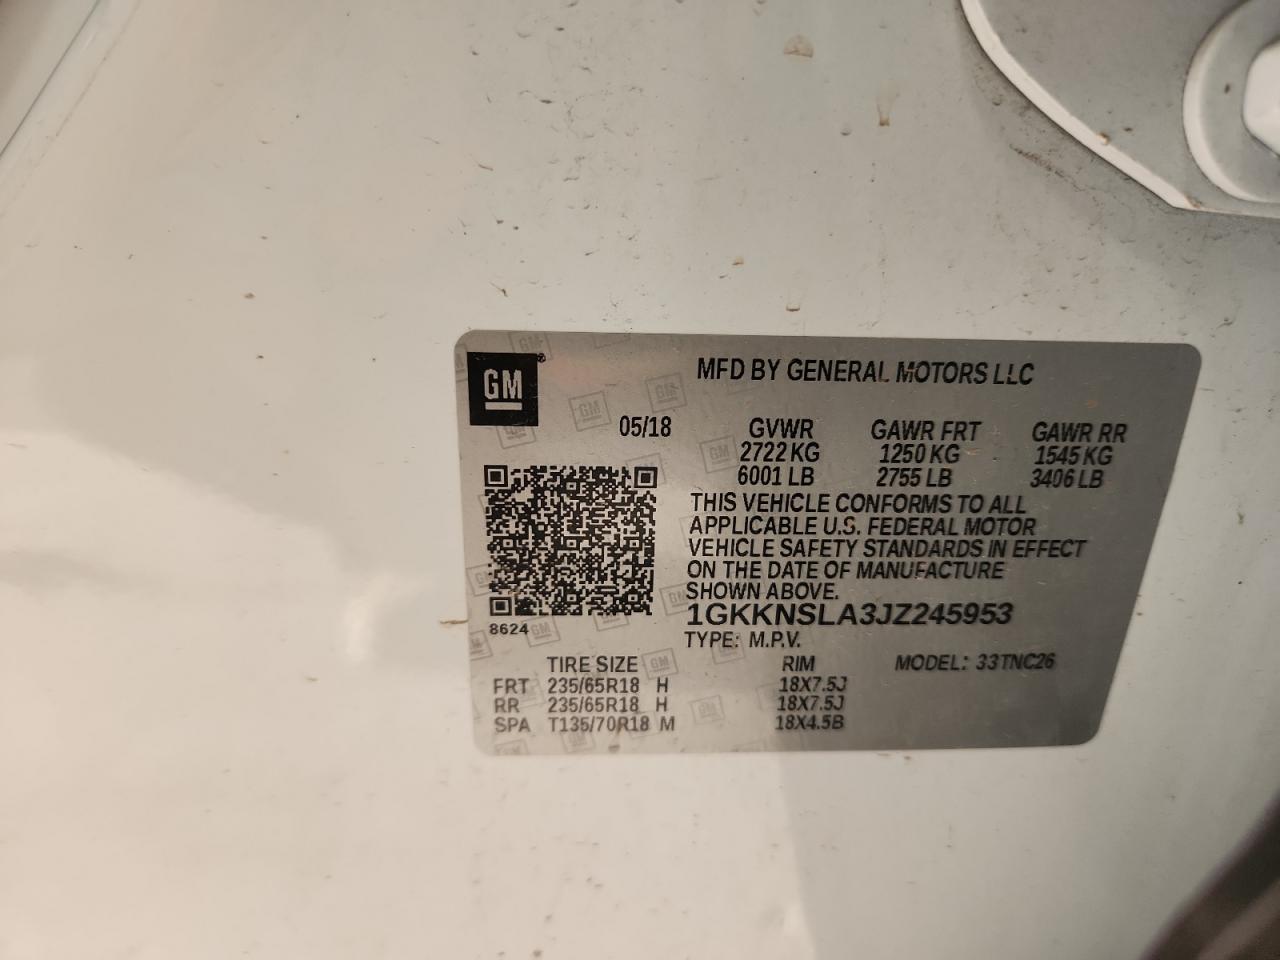 GM
MFD BY GENERAL MOTORS LLC
05/18 GVWR GAWR FRT GAWR RR
2722 KG 1250 KG 1545 KG
6001 LB 2755 LB 3406 LB
THIS VEHICLE CONFORMS TO ALL
APPLICABLE U.S. FEDERAL MOTOR
VEHICLE SAFETY STANDARDS IN EFFECT
ON THE DATE OF MANUFACTURE
SHOWN ABOVE.
1GKKNSLA3JZ245953
8624
TYPE: M.P.V.
TIRE SIZE RIM MODEL: 33TNC26
FRT 235/65R18 H 18X7.5J
RR 235/65R18 H 18X7.5J
SPA T135/70R18 M 18X4.5B